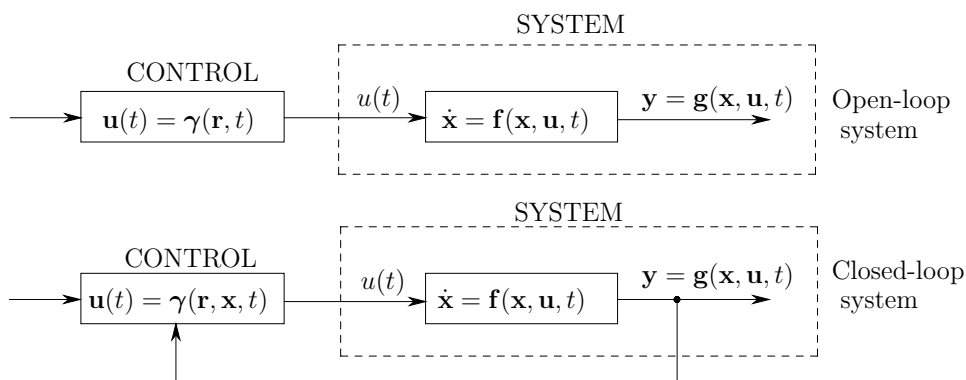 SYSTEM
CONTROL
u(t) = γ(r, t)
u(t)
ẋ = f(x, u, t)
y = g(x, u, t)
Open-loop
system
SYSTEM
CONTROL
u(t) = γ(r, x, t)
u(t)
ẋ = f(x, u, t)
y = g(x, u, t)
Closed-loop
system